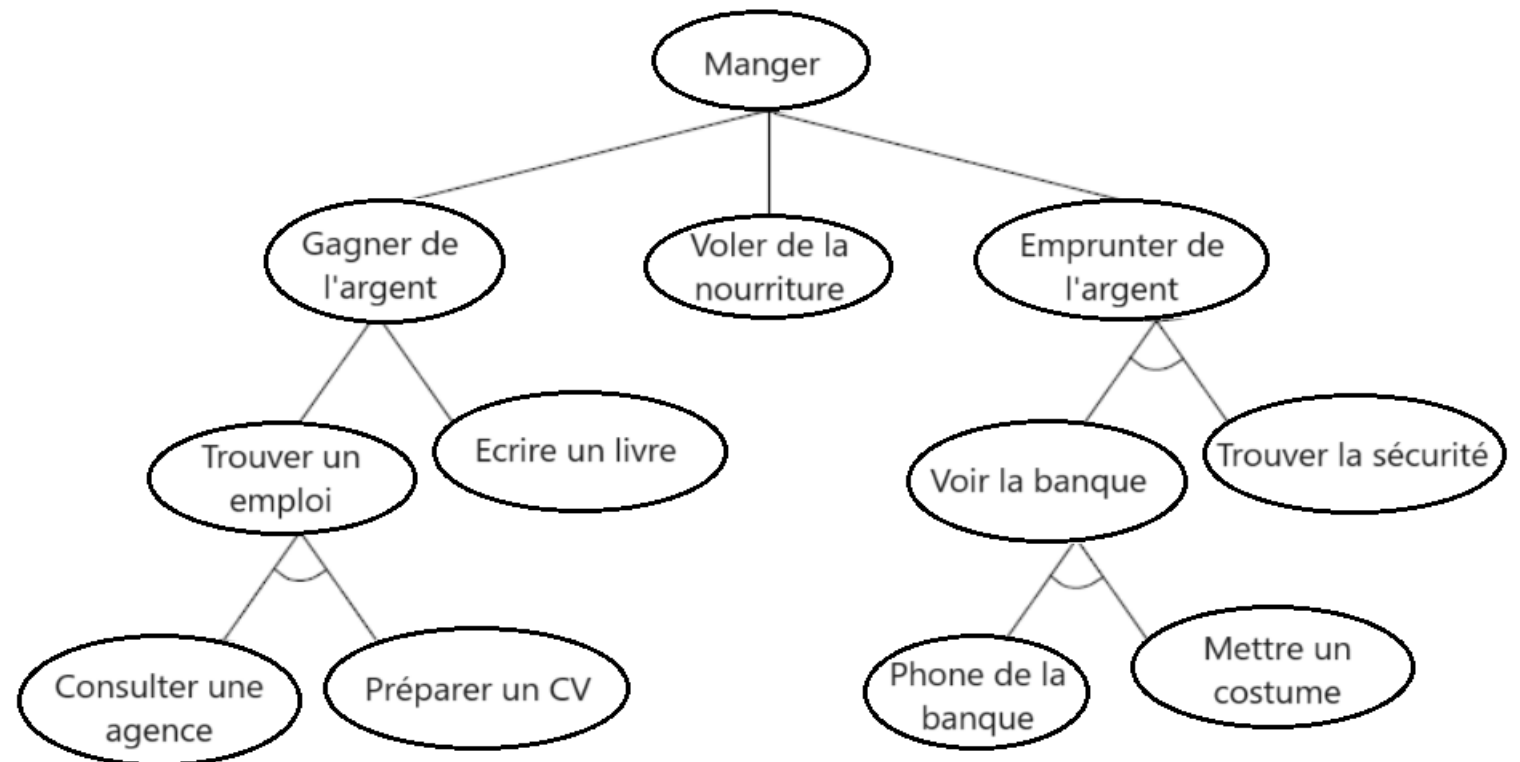 Manger
Gagner de
l'argent
Voler de la
nourriture
Emprunter de
l'argent
Trouver un
emploi
Ecrire un livre
Voir la banque
Trouver la sécurité
Consulter une
agence
Préparer un CV
Phone de la
banque
Mettre un
costume